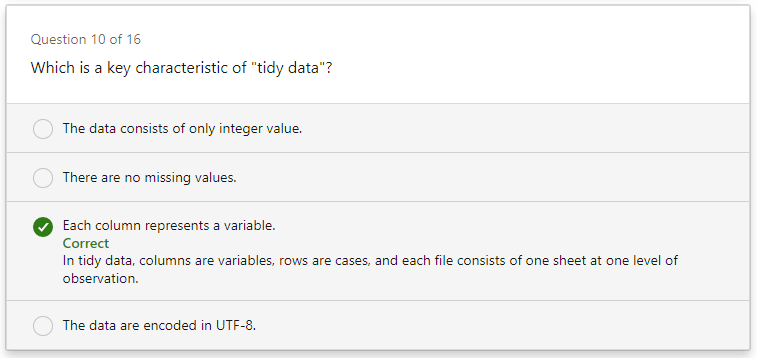 Question 10 of 16
Which is a key characteristic of "tidy data"?
The data consists of only integer value.
There are no missing values.
Each column represents a variable.
Correct
In tidy data, columns are variables, rows are cases, and each file consists of one sheet at one level of
observation.
The data are encoded in UTF-8.